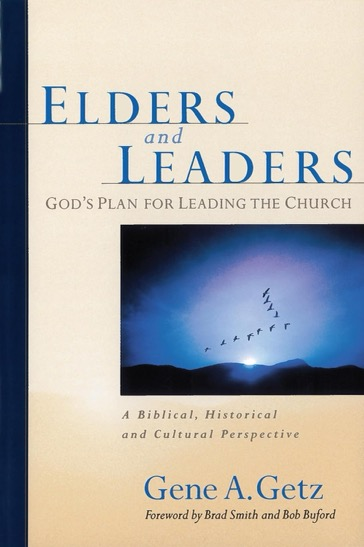 ELDERS
and
LEADERS
GOD'S PLAN FOR LEADING THE CHURCH
A Biblical, Historical
and Cultural Perspective
Gene A. Getz
Foreword by Brad Smith and Bob Buford